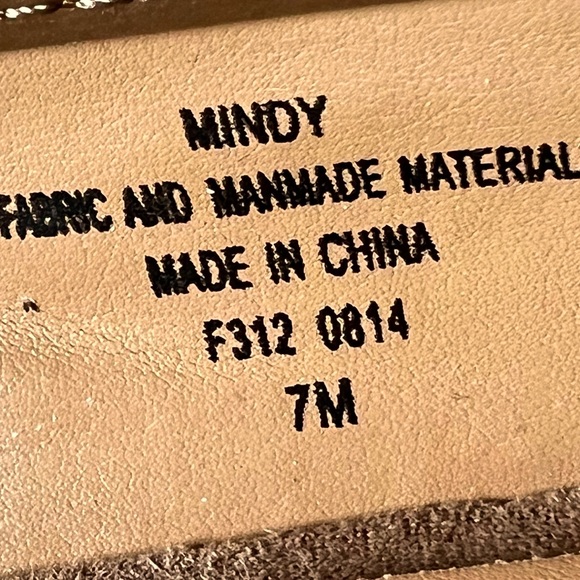 MINDY
FABRIC AND MANMADE MATERIAL
MADE IN CHINA
F312 0814
7M